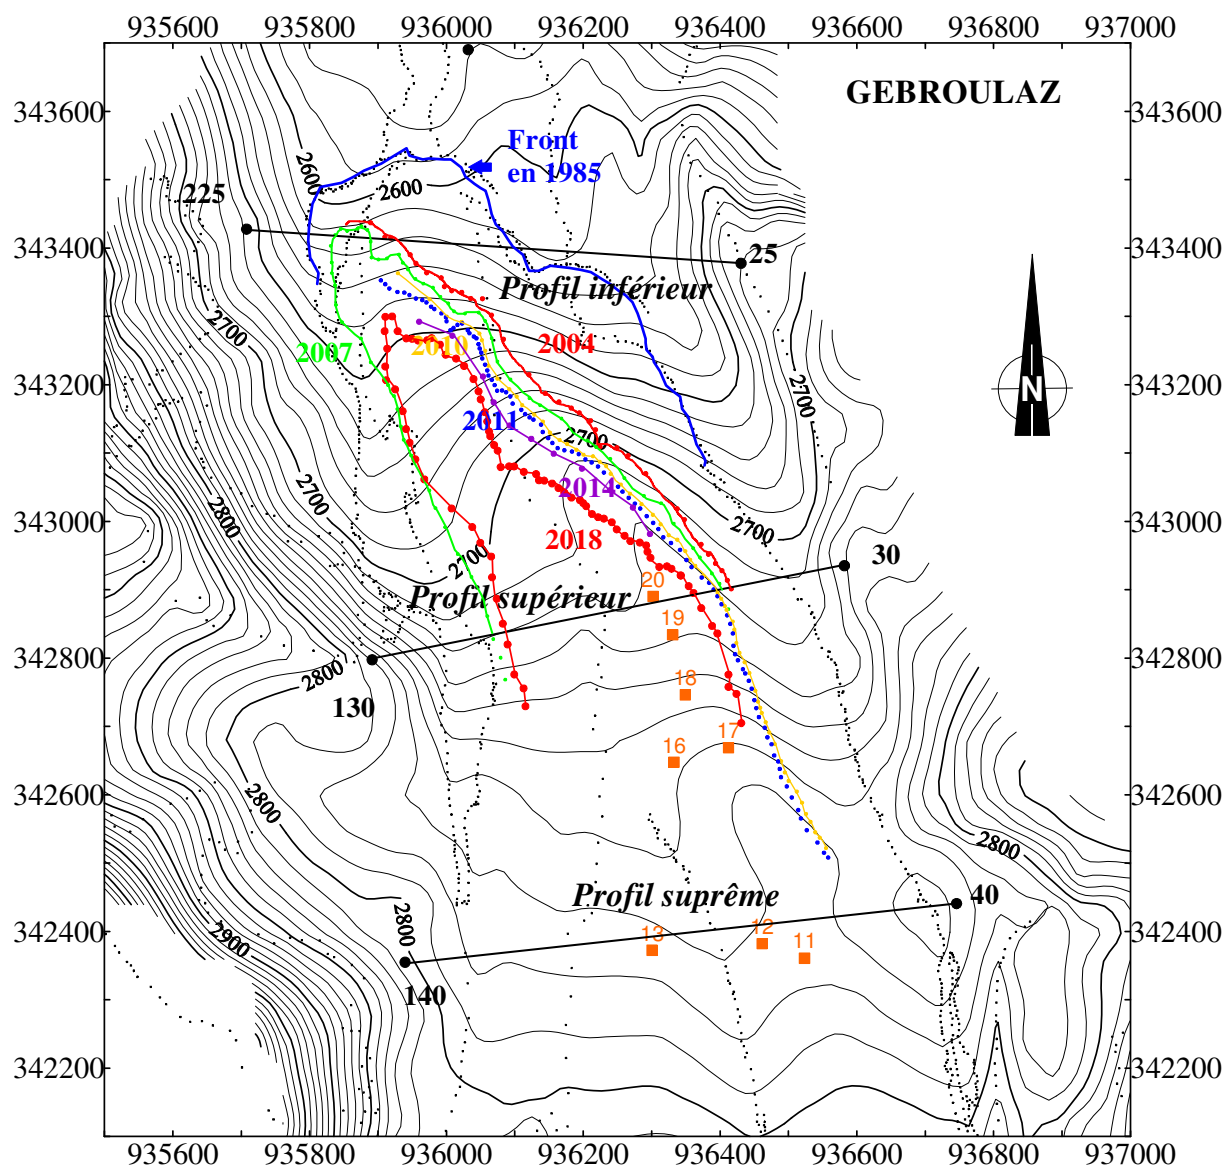 935600 935800 936000 936200 936400 936600 936800 937000
343600 GEBROULAZ 343600
Front
en 1985
2600
2600
225
343400 25 343400
Profil inférieur
2700
2007 2010 2004
343200 2700 343200
2011
2700
2700 2014
2800 2700
343000 2018 343000
2700 30
20
Profil supérieur
19
342800 2800 342800
18
130
17
16
2800
342600 342600
2800
Profil suprême 40
2800
2900 12
342400 13 11 342400
140
342200 342200
935600 935800 936000 936200 936400 936600 936800 937000
N